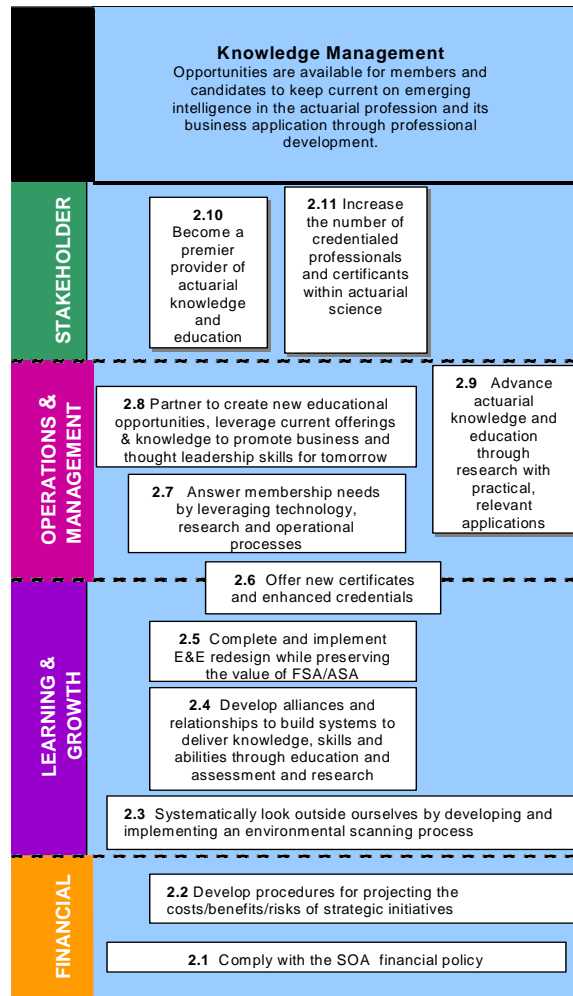 Knowledge Management
Opportunities are available for members and
candidates to keep current on emerging
intelligence in the actuarial profession and its
business application through professional
development.
STAKEHOLDER
2.10
Become a
premier
provider of
actuarial
knowledge
and
education
2.11 Increase
the number of
credentialed
professionals
and certificants
within actuarial
science
OPERATIONS &
MANAGEMENT
2.8 Partner to create new educational
opportunities, leverage current offerings
& knowledge to promote business and
thought leadership skills for tomorrow
2.9 Advance
actuarial
knowledge and
education
through
research with
practical,
relevant
applications
2.7 Answer membership needs
by leveraging technology,
research and operational
processes
2.6 Offer new certificates
and enhanced credentials
LEARNING &
GROWTH
2.5 Complete and implement
E&E redesign while preserving
the value of FSA/ASA
2.4 Develop alliances and
relationships to build systems to
deliver knowledge, skills and
abilities through education and
assessment and research
2.3 Systematically look outside ourselves by developing and
implementing an environmental scanning process
FINANCIAL
2.2 Develop procedures for projecting the
costs/benefits/risks of strategic initiatives
2.1 Comply with the SOA financial policy